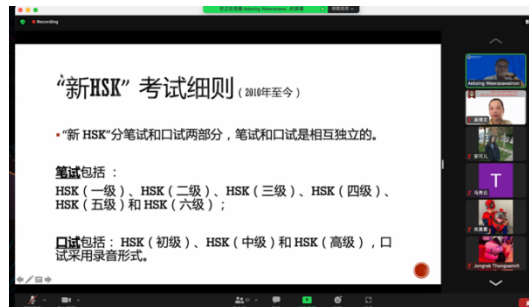 Recording
“新HSK” 考试细则(2010年至今)
“新 HSK”分笔试和口试两部分,笔试和口试是相互独立的。
笔试包括 :
HSK(一级)、HSK(二级)、HSK(三级)、HSK(四级)、
HSK(五级)和 HSK(六级);
口试包括: HSK(初级)、HSK(中级)和 HSK(高级),口
试采用录音形式。
T
Jongrak Thongueamrit